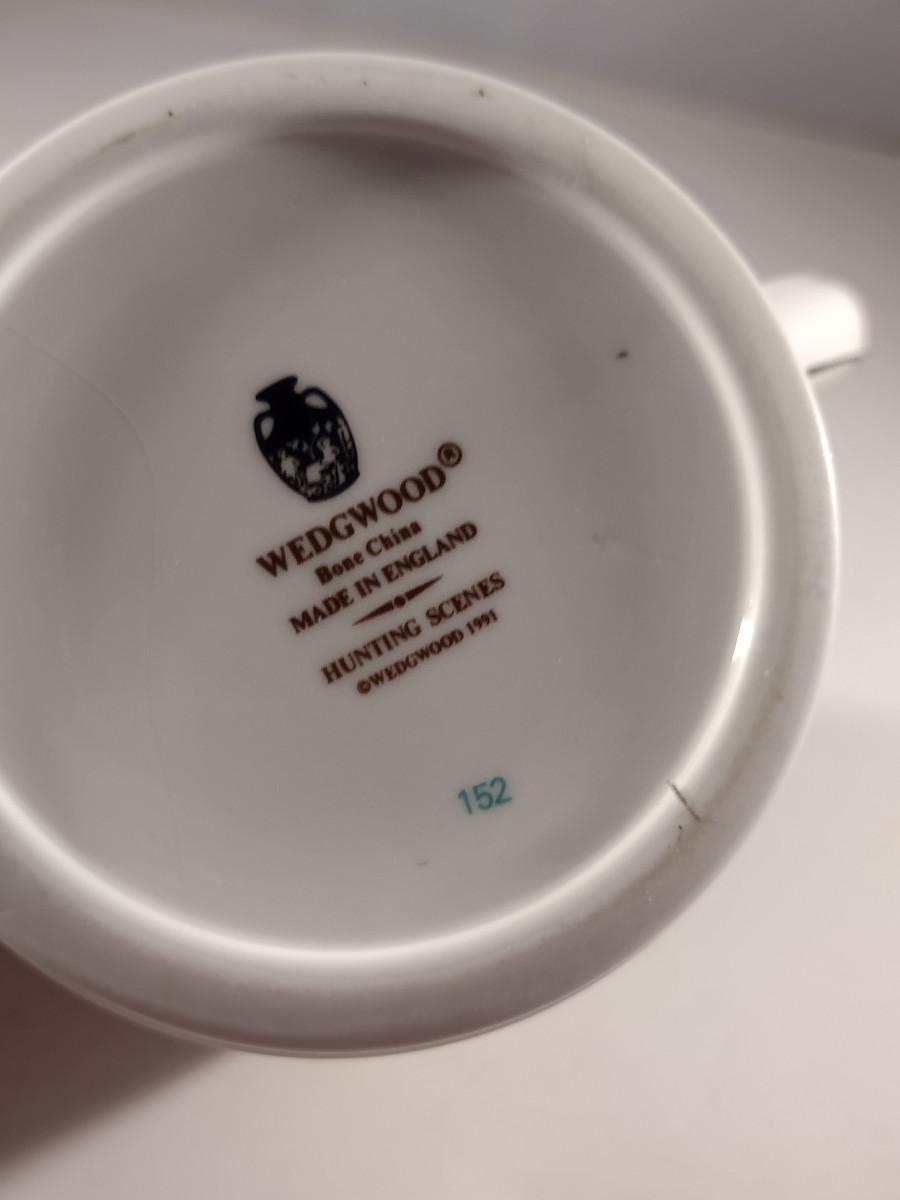 WEDGWOOD®
Bone China
MADE IN ENGLAND
HUNTING SCENES
©WEDGWOOD 1991
152